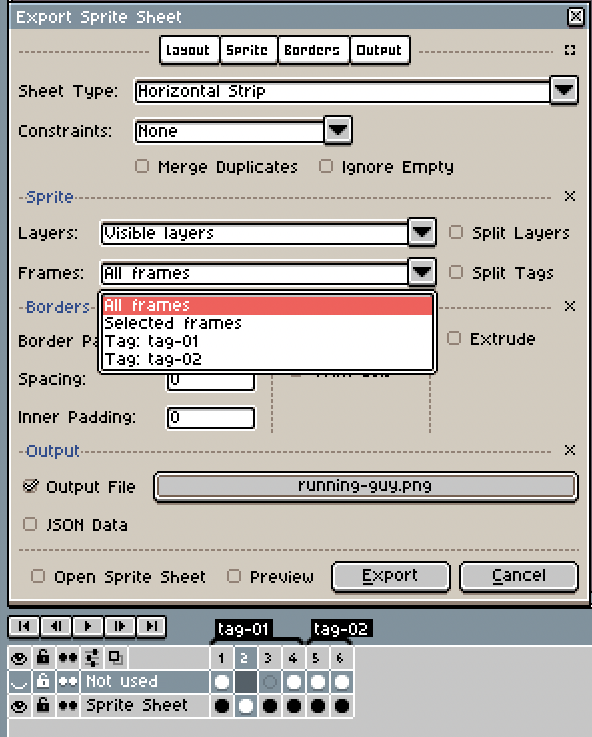 Export Sprite Sheet
Layout Sprite Borders Output
Sheet Type: Horizontal Strip
Constraints: None
Merge Duplicates Ignore Empty
Sprite
Layers: Visible layers Split Layers
Frames: All frames Split Tags
All frames
Borders
Selected frames
Border Pa
Tag: tag-01
Extrude
Tag: tag-02
Spacing: 0
Inner Padding: 0
Output
Output File running-guy.png
JSON Data
Open Sprite Sheet Preview Export Cancel
tag-01 tag-02
1 2 3 4 5 6
Not used
Sprite Sheet